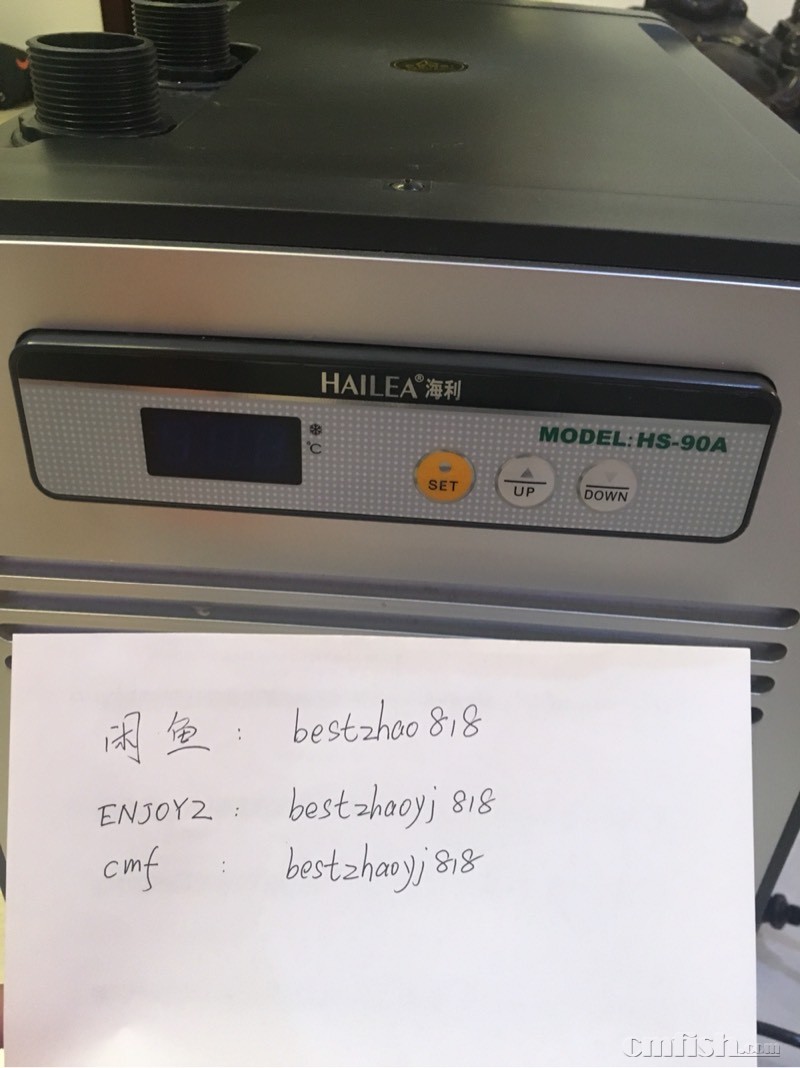 HAILEA® 海利
MODEL: HS-90A
℃
SET
UP
DOWN
闲鱼: bestzhao818
ENJOYZ: bestzhaoyj818
cmf : bestzhaoyj818
cmfish.com